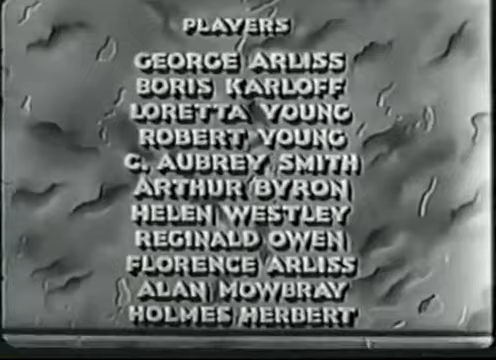 PLAYERS
GEORGE ARLISS
BORIS KARLOFF
LORETTA YOUNG
ROBERT YOUNG
C. AUBREY SMITH
ARTHUR BYRON
HELEN WESTLEY
REGINALD OWEN
FLORENCE ARLISS
ALAN MOWBRAY
HOLMES HERBERT